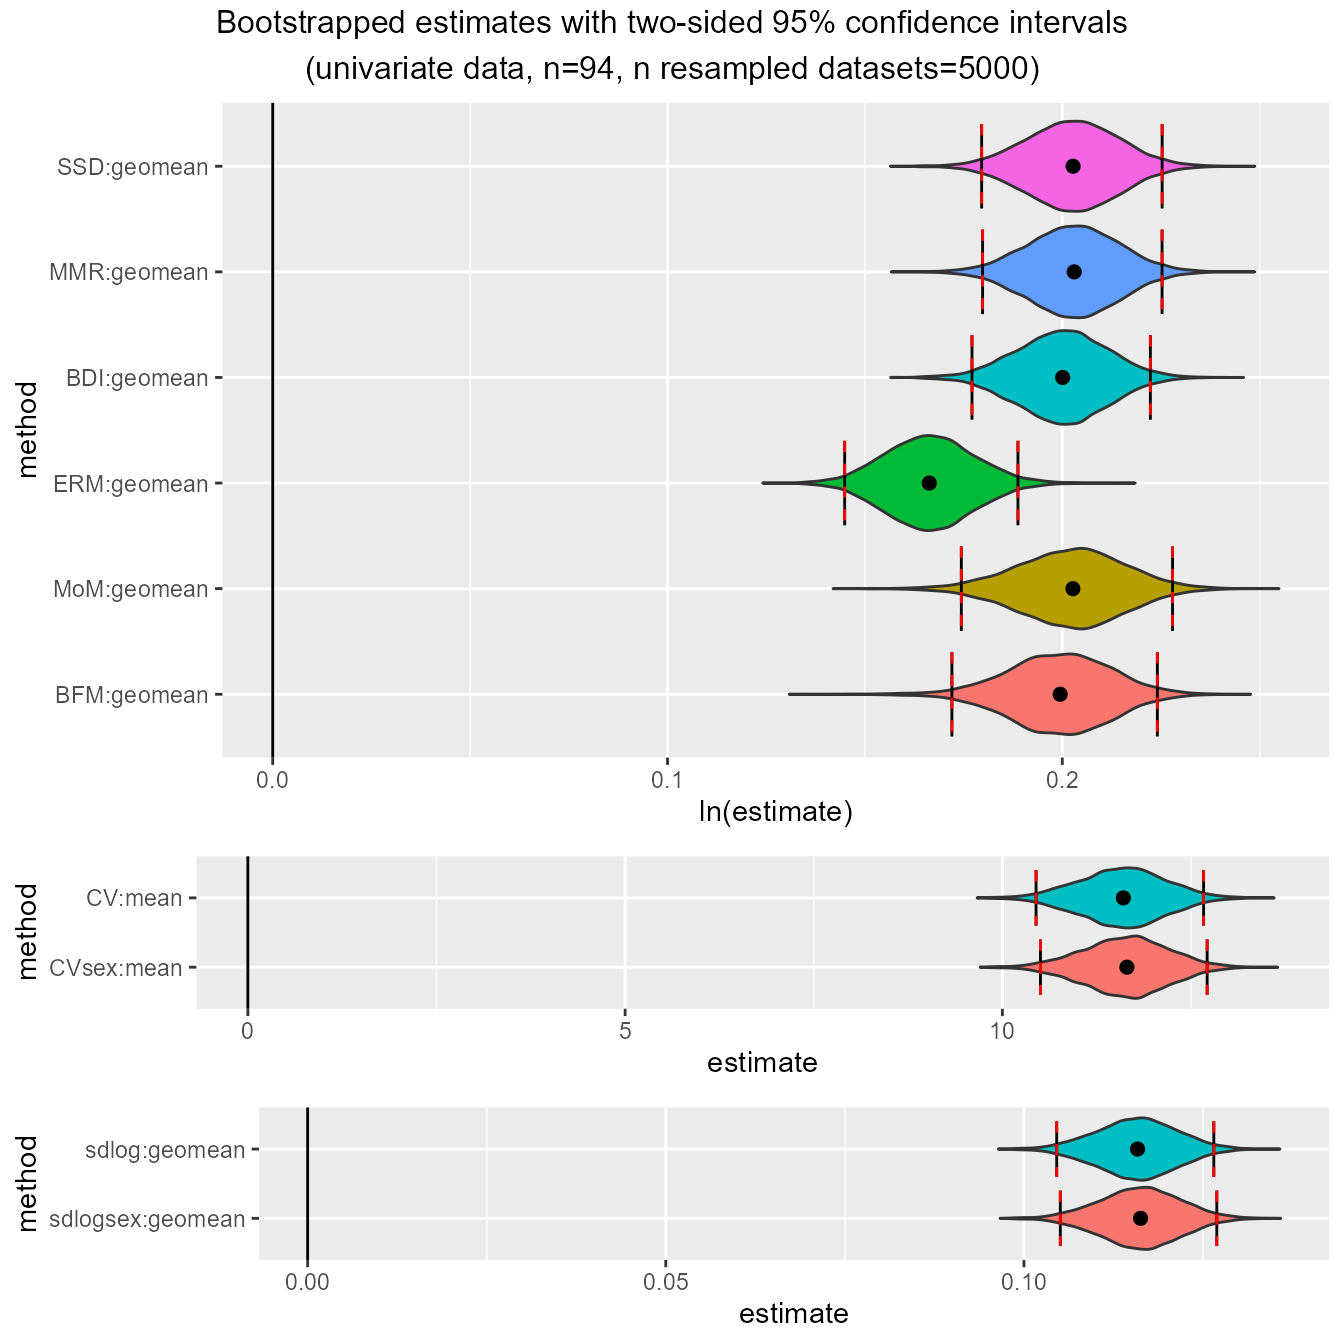 Bootstrapped estimates with two-sided 95% confidence intervals
(univariate data, n=94, n resampled datasets=5000)
method
SSD:geomean
MMR:geomean
BDI:geomean
ERM:geomean
MoM:geomean
BFM:geomean
0.0
0.1
0.2
ln(estimate)
method
CV:mean
CVsex:mean
0
5
10
estimate
method
sdlog:geomean
sdlogsex:geomean
0.00
0.05
0.10
estimate